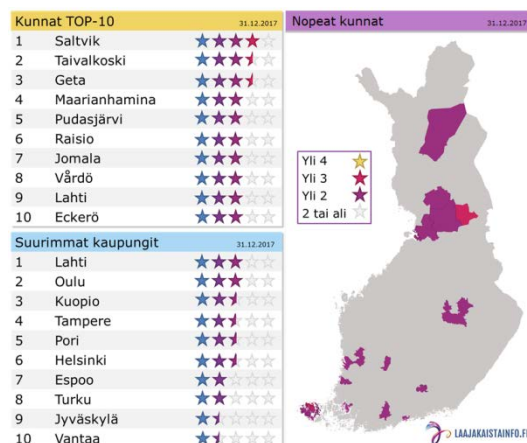 Kunnat TOP-10 31.12.2017
1 Saltvik
2 Taivalkoski
3 Geta
4 Maarianhamina
5 Pudasjärvi
6 Raisio
7 Jomala
8 Vårdö
9 Lahti
10 Eckerö
Suurimmat kaupungit 31.12.2017
1 Lahti
2 Oulu
3 Kuopio
4 Tampere
5 Pori
6 Helsinki
7 Espoo
8 Turku
9 Jyväskylä
10 Vantaa
Nopeat kunnat 31.12.2017
Yli 4
Yli 3
Yli 2
2 tai ali
LAAJAKAISTAINFO.FI